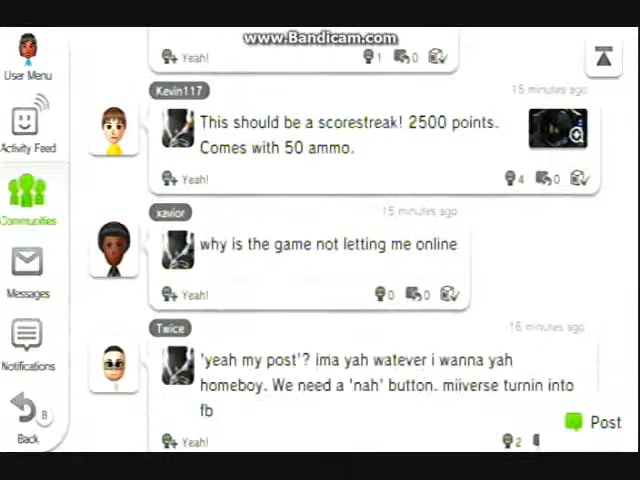 www.Bandicam.com
Yeah!
1
0
User Menu
Kevin117
15 minutes ago
This should be a scorestreak! 2500 points.
Comes with 50 ammo.
Activity Feed
Yeah!
4
0
xavior
15 minutes ago
Communities
why is the game not letting me online
Messages
Yeah!
0
0
Twice
16 minutes ago
'yeah my post'? ima yah watever i wanna yah
homeboy. We need a 'nah' button. miiverse turnin into
fb
Notifications
B
Back
Post
Yeah!
2